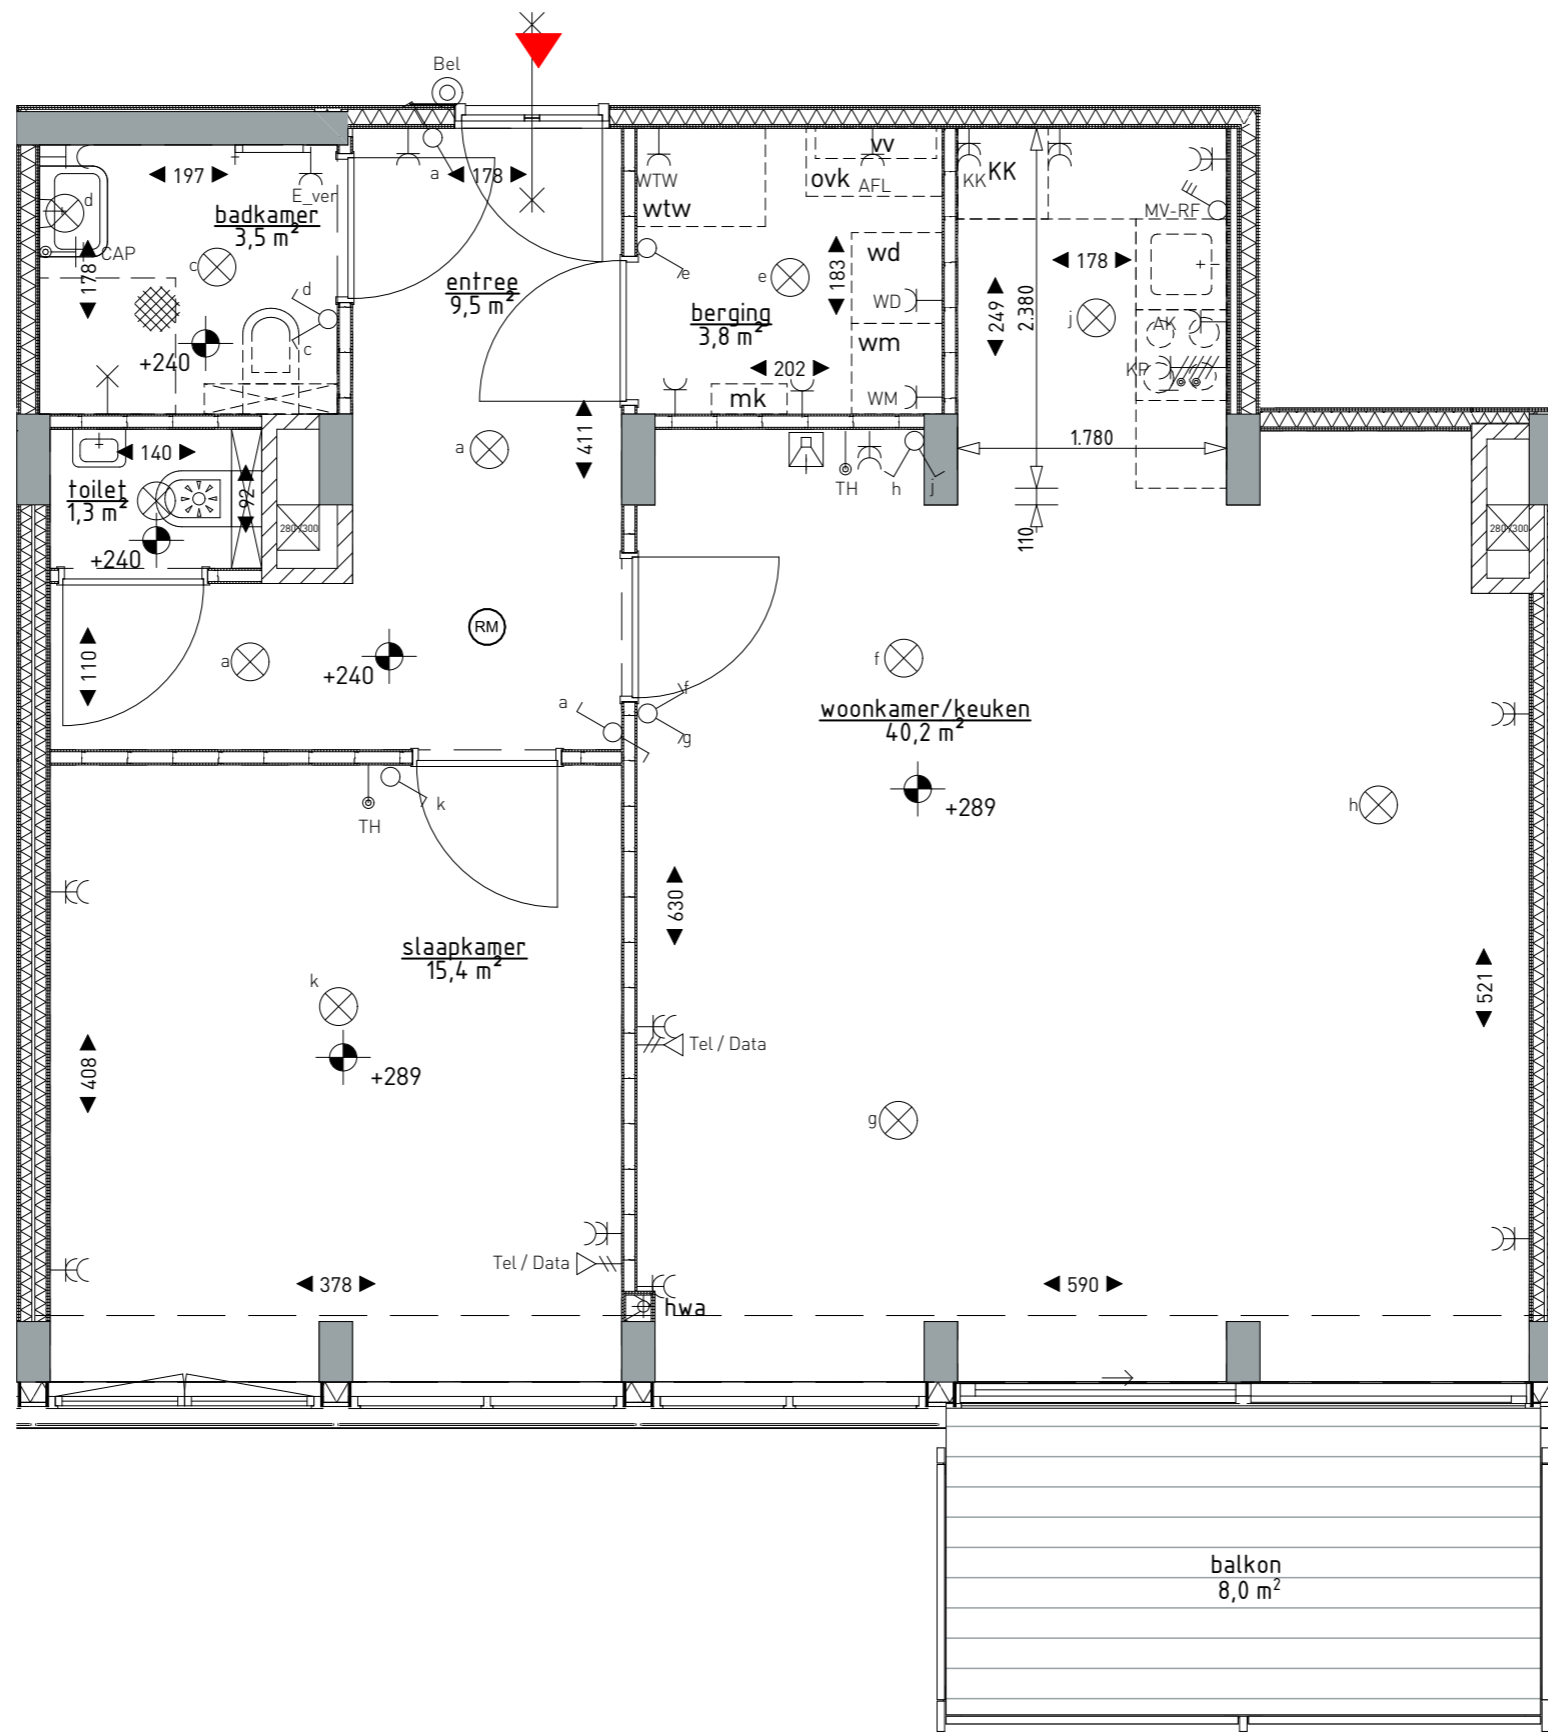 Bel
a
178
197
E_ver
d
badkamer
3,5 m²
CAP
178
c
d
c
+240
entree
9,5 m²
WTW
wtw
vv
ovk
AFL
e
e
183
wd
WD
berging
3,8 m²
wm
202
mk
WM
KK
KK
MV-RF
178
249
2.380
j
AK
KP
1.780
110
140
toilet
1,3 m²
92
+240
280/300
a
411
TH
h
j
280/300
110
a
+240
RM
a
f
g
f
woonkamer/keuken
40,2 m²
+289
h
TH
k
630
slaapkamer
15,4 m²
k
+289
408
521
Tel / Data
g
Tel / Data
378
hwa
590
balkon
8,0 m²